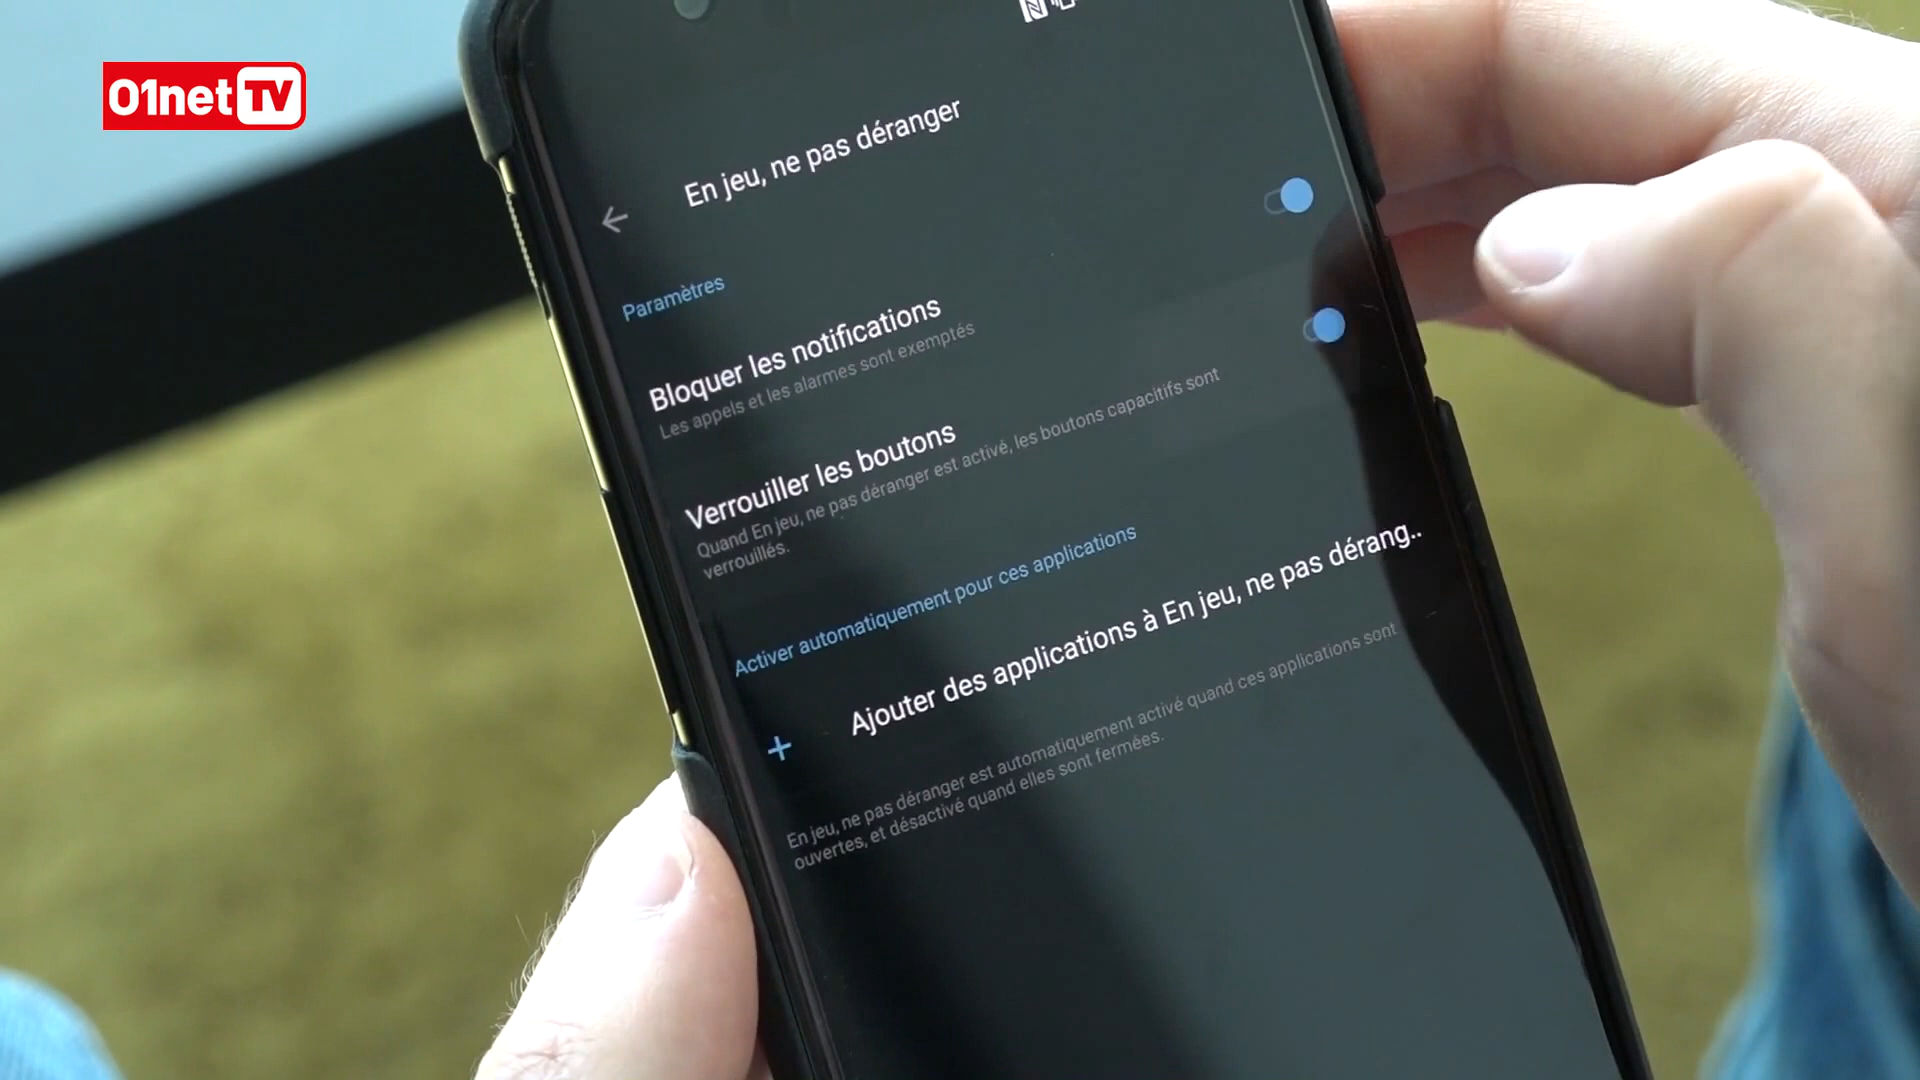 01net TV
En jeu, ne pas déranger
Paramètres
Bloquer les notifications
Les appels et les alarmes sont exemptés
Verrouiller les boutons
Quand En jeu, ne pas déranger est activé, les boutons capacitifs sont
verrouillés.
Activer automatiquement pour ces applications
Ajouter des applications à En jeu, ne pas dérang..
En jeu, ne pas déranger est automatiquement activé quand ces applications sont
ouvertes, et désactivé quand elles sont fermées.